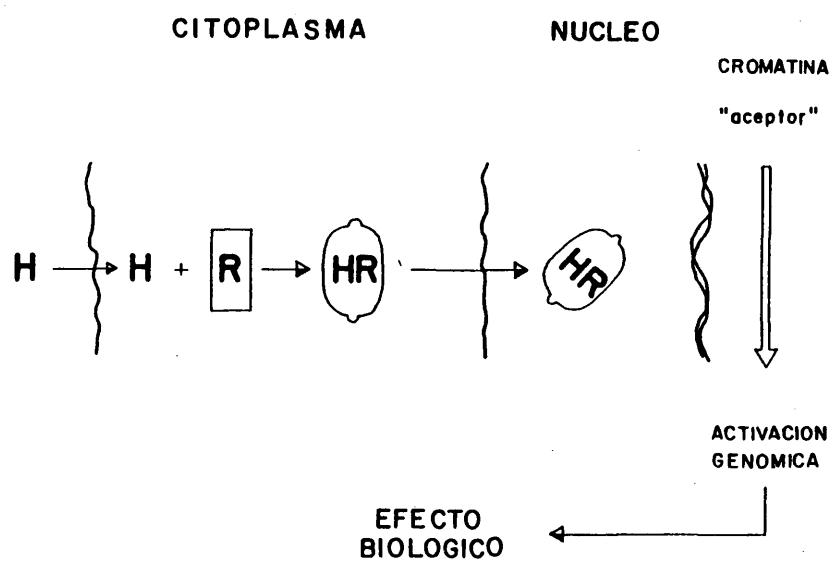 CITOPLASMA NUCLEO
CROMATINA
"aceptor"
H H + R HR HR
ACTIVACION
GENOMICA
EFECTO
BIOLOGICO